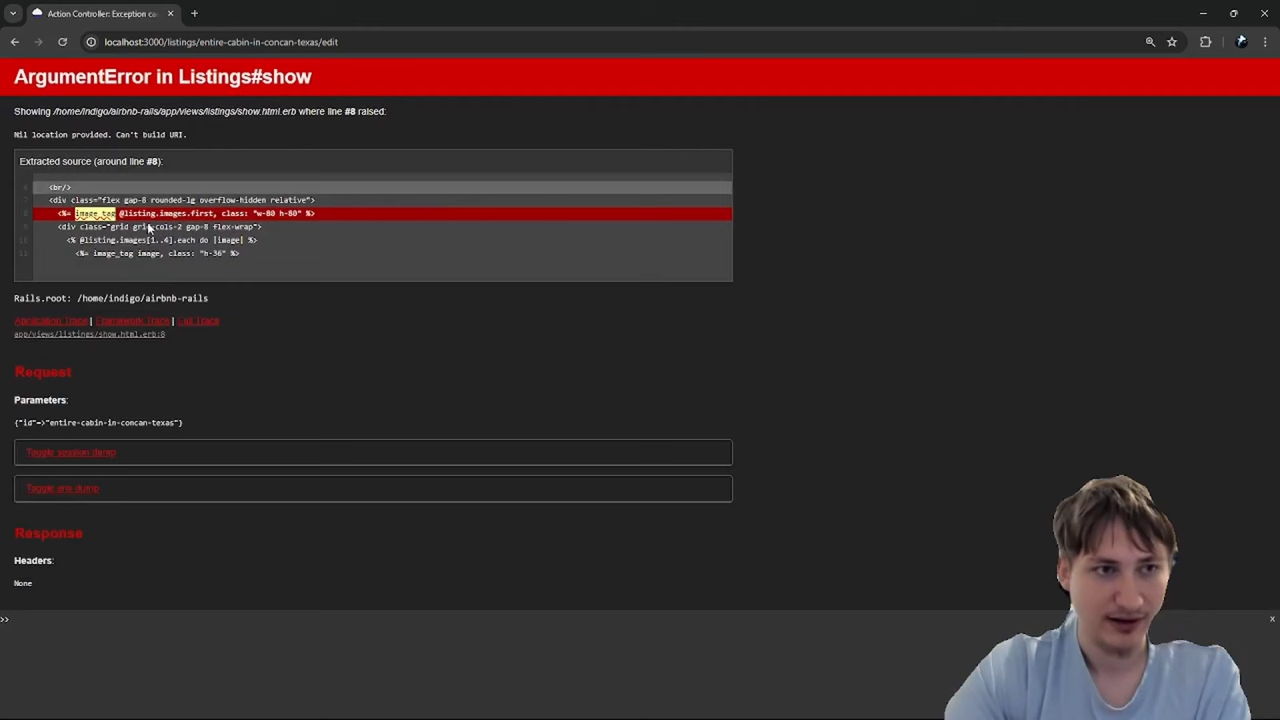 Action Controller: Exception ca
localhost:3000/listings/entire-cabin-in-concan-texas/edit
ArgumentError in Listings#show
Showing /home/indigo/airbnb-rails/app/views/listings/show.html.erb where line #8 raised:
Nil location provided. Can't build URI.
Extracted source (around line #8):
6 <br/>
7 <div class="flex gap-8 rounded-lg overflow-hidden relative">
8 <%= image_tag @listing.images.first, class: "w-80 h-80" %>
9 <div class="grid grid-cols-2 gap-8 flex-wrap">
10 <% @listing.images[1..4].each do |image| %>
11 <%= image_tag image, class: "h-36" %>
Rails.root: /home/indigo/airbnb-rails
Application Trace | Framework Trace | Full Trace
app/views/listings/show.html.erb:8
Request
Parameters:
{"id"=>"entire-cabin-in-concan-texas"}
Toggle session dump
Toggle env dump
Response
Headers:
None
>>
x